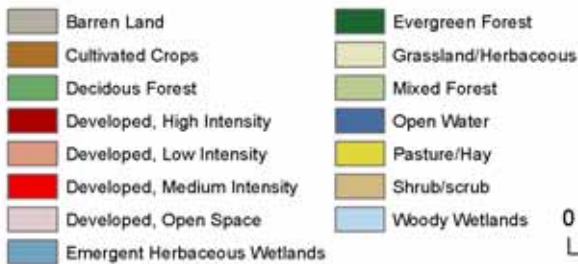 Barren Land
Cultivated Crops
Decidous Forest
Developed, High Intensity
Developed, Low Intensity
Developed, Medium Intensity
Developed, Open Space
Emergent Herbaceous Wetlands
Evergreen Forest
Grassland/Herbaceous
Mixed Forest
Open Water
Pasture/Hay
Shrub/scrub
Woody Wetlands
0